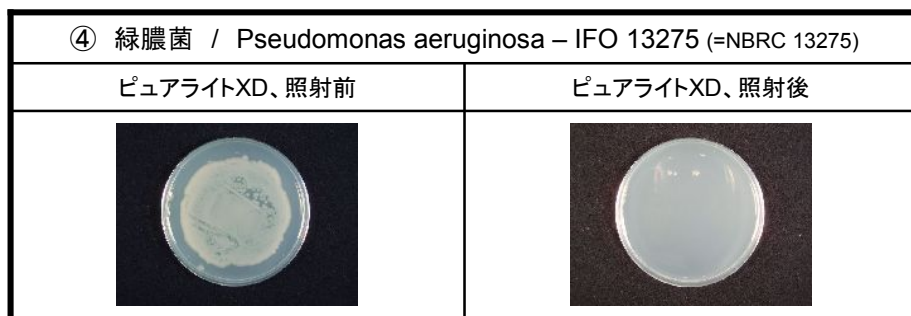 ④ 緑膿菌 / Pseudomonas aeruginosa – IFO 13275 (=NBRC 13275)
ピュアライトXD、照射前
ピュアライトXD、照射後